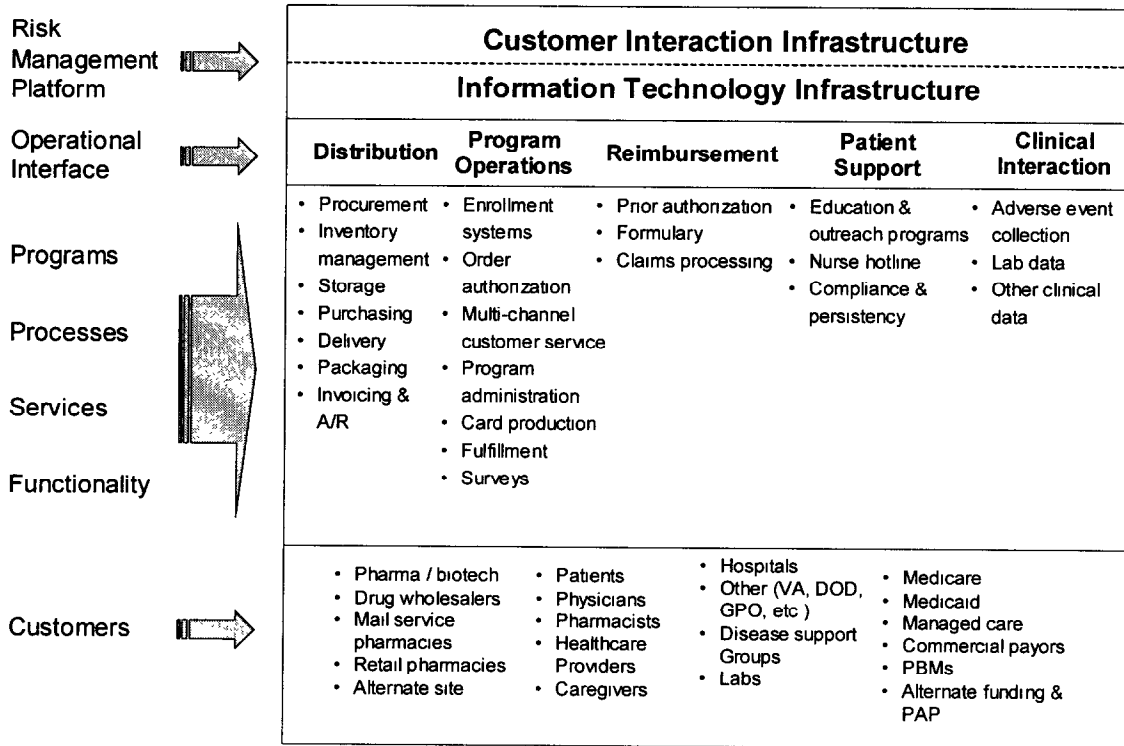 Risk
Management
Platform
Customer Interaction Infrastructure
Information Technology Infrastructure
Operational
Interface
Distribution
Program
Operations
Reimbursement
Patient
Support
Clinical
Interaction
Programs
Processes
Services
Functionality
• Procurement
• Inventory
management
• Storage
• Purchasing
• Delivery
• Packaging
• Invoicing &
A/R
• Enrollment
systems
• Order
authorization
• Multi-channel
customer service
• Program
administration
• Card production
• Fulfillment
• Surveys
• Prior authorization
• Formulary
• Claims processing
• Education &
outreach programs
• Nurse hotline
• Compliance &
persistency
• Adverse event
collection
• Lab data
• Other clinical
data
Customers
• Pharma / biotech
• Drug wholesalers
• Mail service
pharmacies
• Retail pharmacies
• Alternate site
• Patients
• Physicians
• Pharmacists
• Healthcare
Providers
• Caregivers
• Hospitals
• Other (VA, DOD,
GPO, etc )
• Disease support
Groups
• Labs
• Medicare
• Medicaid
• Managed care
• Commercial payors
• PBMs
• Alternate funding &
PAP